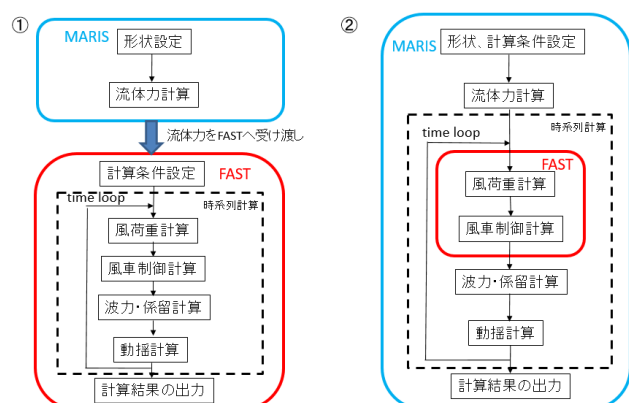 ①
MARIS
形状設定
流体力計算
流体力をFASTへ受け渡し
計算条件設定
FAST
time loop
時系列計算
風荷重計算
風車制御計算
波力・係留計算
動揺計算
計算結果の出力
②
MARIS
形状、計算条件設定
流体力計算
時系列計算
time loop
FAST
風荷重計算
風車制御計算
波力・係留計算
動揺計算
計算結果の出力